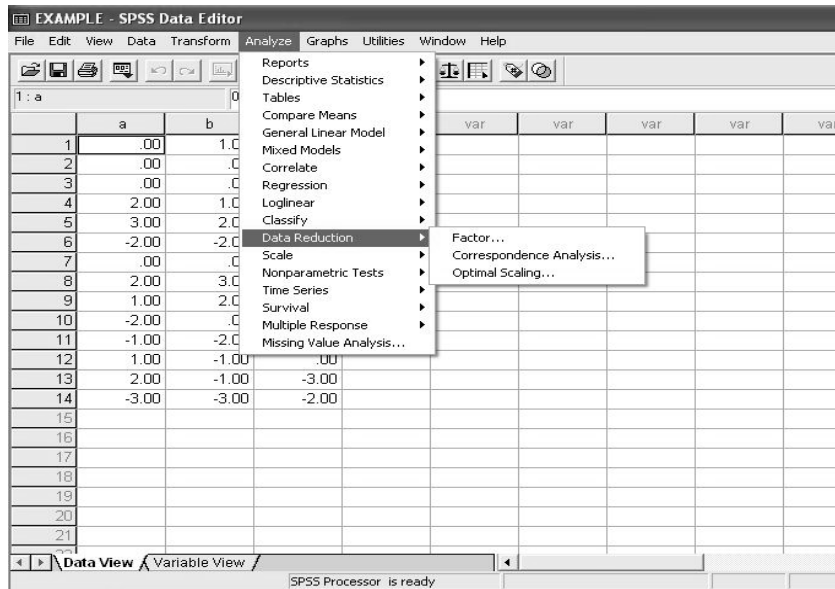 EXAMPLE - SPSS Data Editor
File Edit View Data Transform Analyze Graphs Utilities Window Help
1 : a
Reports
Descriptive Statistics
Tables
Compare Means
General Linear Model
Mixed Models
Correlate
Regression
Loglinear
Classify
Data Reduction
Scale
Nonparametric Tests
Time Series
Survival
Multiple Response
Missing Value Analysis...
Factor...
Correspondence Analysis...
Optimal Scaling...
a b var var var var
1 .00
2 .00
3 .00
4 2.00
5 3.00
6 -2.00
7 .00
8 2.00
9 1.00
10 -2.00
11 -1.00
12 1.00 -1.00 .00
13 2.00 -1.00 -3.00
14 -3.00 -3.00 -2.00
15
16
17
18
19
20
21
Data View Variable View
SPSS Processor is ready